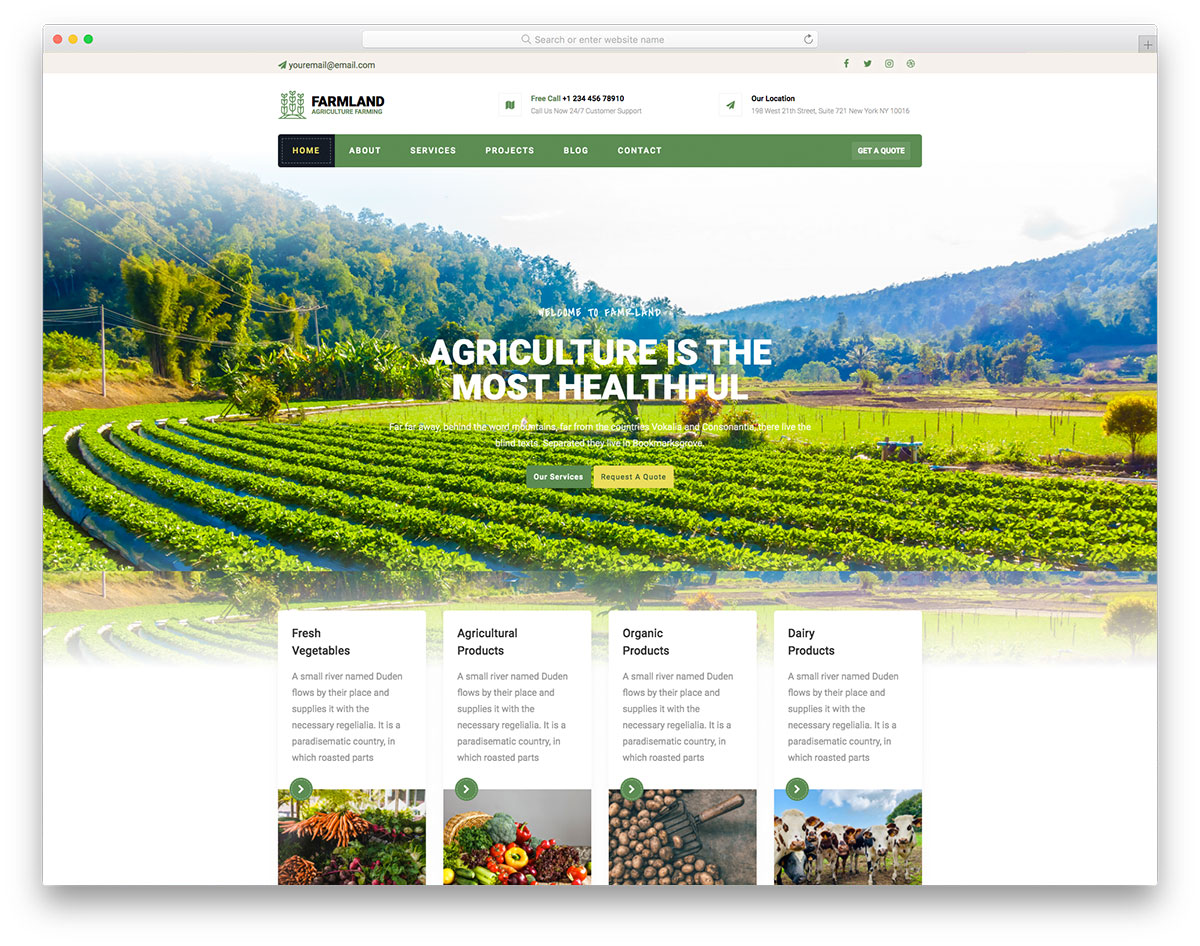 Search or enter website name
youremail@email.com
FARMLAND
AGRICULTURE FARMING
Free Call +1 234 456 78910
Call Us Now 24/7 Customer Support
Our Location
198 West 21th Street, Suite 721 New York NY 10016
HOME ABOUT SERVICES PROJECTS BLOG CONTACT GET A QUOTE
WELCOME TO FAMRLAND
AGRICULTURE IS THE
MOST HEALTHFUL
Far far away, behind the word mountains, far from the countries Vokalia and Consonantia, there live the
blind texts. Separated they live in Bookmarksgrove.
Our Services Request A Quote
Fresh
Vegetables
A small river named Duden
flows by their place and
supplies it with the
necessary regelialia. It is a
paradisematic country, in
which roasted parts
Agricultural
Products
A small river named Duden
flows by their place and
supplies it with the
necessary regelialia. It is a
paradisematic country, in
which roasted parts
Organic
Products
A small river named Duden
flows by their place and
supplies it with the
necessary regelialia. It is a
paradisematic country, in
which roasted parts
Dairy
Products
A small river named Duden
flows by their place and
supplies it with the
necessary regelialia. It is a
paradisematic country, in
which roasted parts